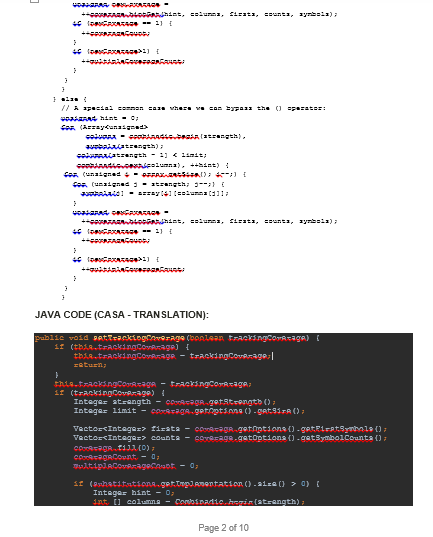 unsigned newCoverage =
++coverage.hintGet(hint, columns, firsts, counts, symbols);
if (newCoverage == 1) {
++coverageCount;
}
if (newCoverage>1) {
++multipleCoverageCount;
}
}
}
} else {
// A special common case where we can bypass the () operator:
unsigned hint = 0;
for (Array<unsigned>
columns = combinadic.begin(strength),
symbols(strength);
columns[strength - 1] < limit;
combinadic.next(columns), ++hint) {
for (unsigned i = array.getSize(); i--;) {
for (unsigned j = strength; j--;) {
symbols[j] = array[i][columns[j]];
}
unsigned newCoverage =
++coverage.hintGet(hint, columns, firsts, counts, symbols);
if (newCoverage == 1) {
++coverageCount;
}
if (newCoverage>1) {
++multipleCoverageCount;
}
}
}
JAVA CODE (CASA - TRANSLATION):
public void setTrackingCoverage(boolean trackingCoverage) {
if (this.trackingCoverage) {
this.trackingCoverage = trackingCoverage;
return;
}
this.trackingCoverage = trackingCoverage;
if (trackingCoverage) {
Integer strength = coverage.getStrength();
Integer limit = coverage.getOptions().getSize();
Vector<Integer> firsts = coverage.getOptions().getFirstSymbols();
Vector<Integer> counts = coverage.getOptions().getSymbolCounts();
coverage.fill(0);
coverageCount = 0;
multipleCoverageCount = 0;
if (substitutions.getImplementation().size() > 0) {
Integer hint = 0;
int [] columns = Combinadic.begin(strength);
Page 2 of 10